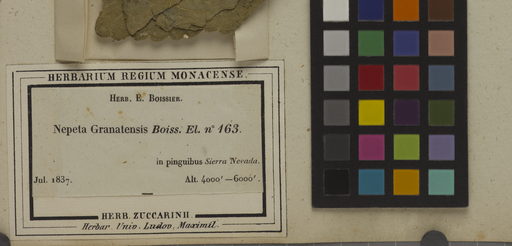 HERBARIUM REGIUM MONACENSE.
HERB. E. BOISSIER.
Nepeta Granatensis Boiss. El. n° 163.
in pinguibus Sierra Nevada.
Jul. 1837. Alt. 4000'—6000'.
HERB. ZUCCARINII
Herbar. Univ. Ludov. Maximil.